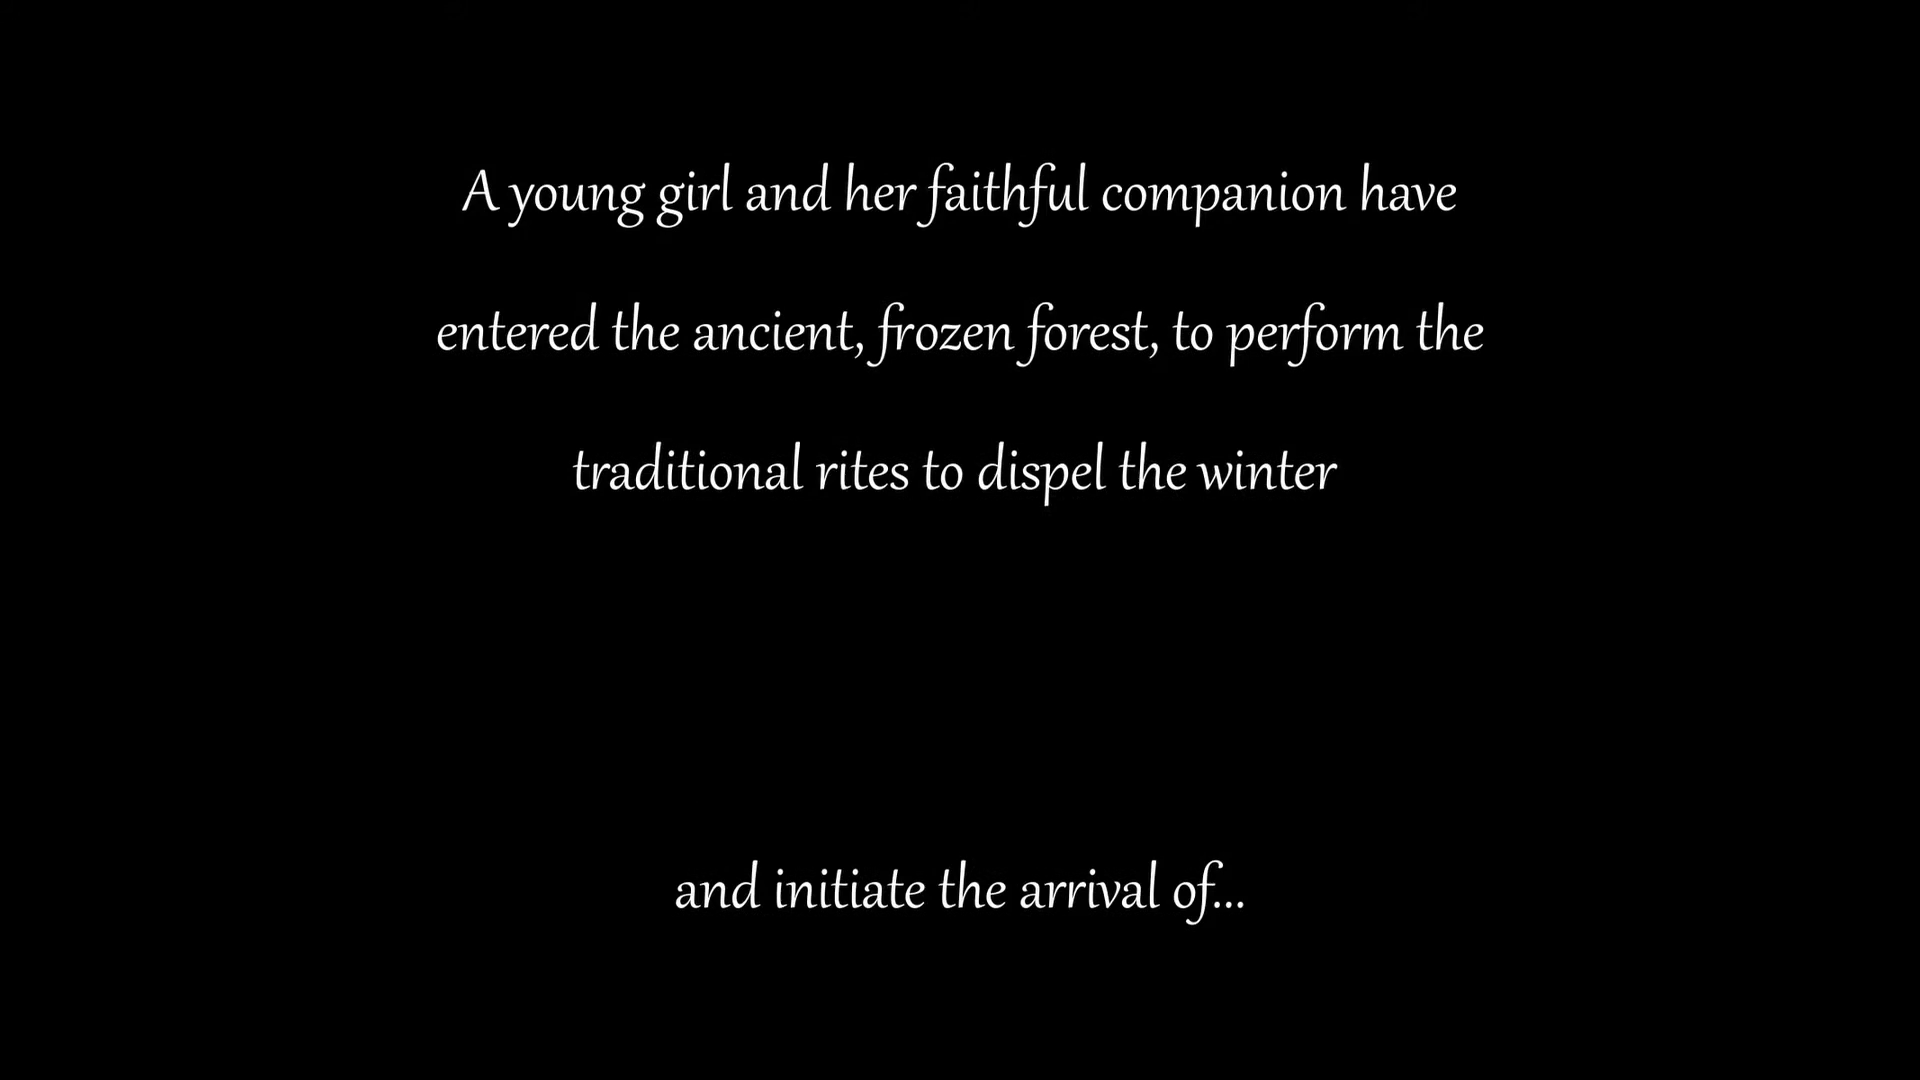 A young girl and her faithful companion have
entered the ancient, frozen forest, to perform the
traditional rites to dispel the winter
and initiate the arrival of...